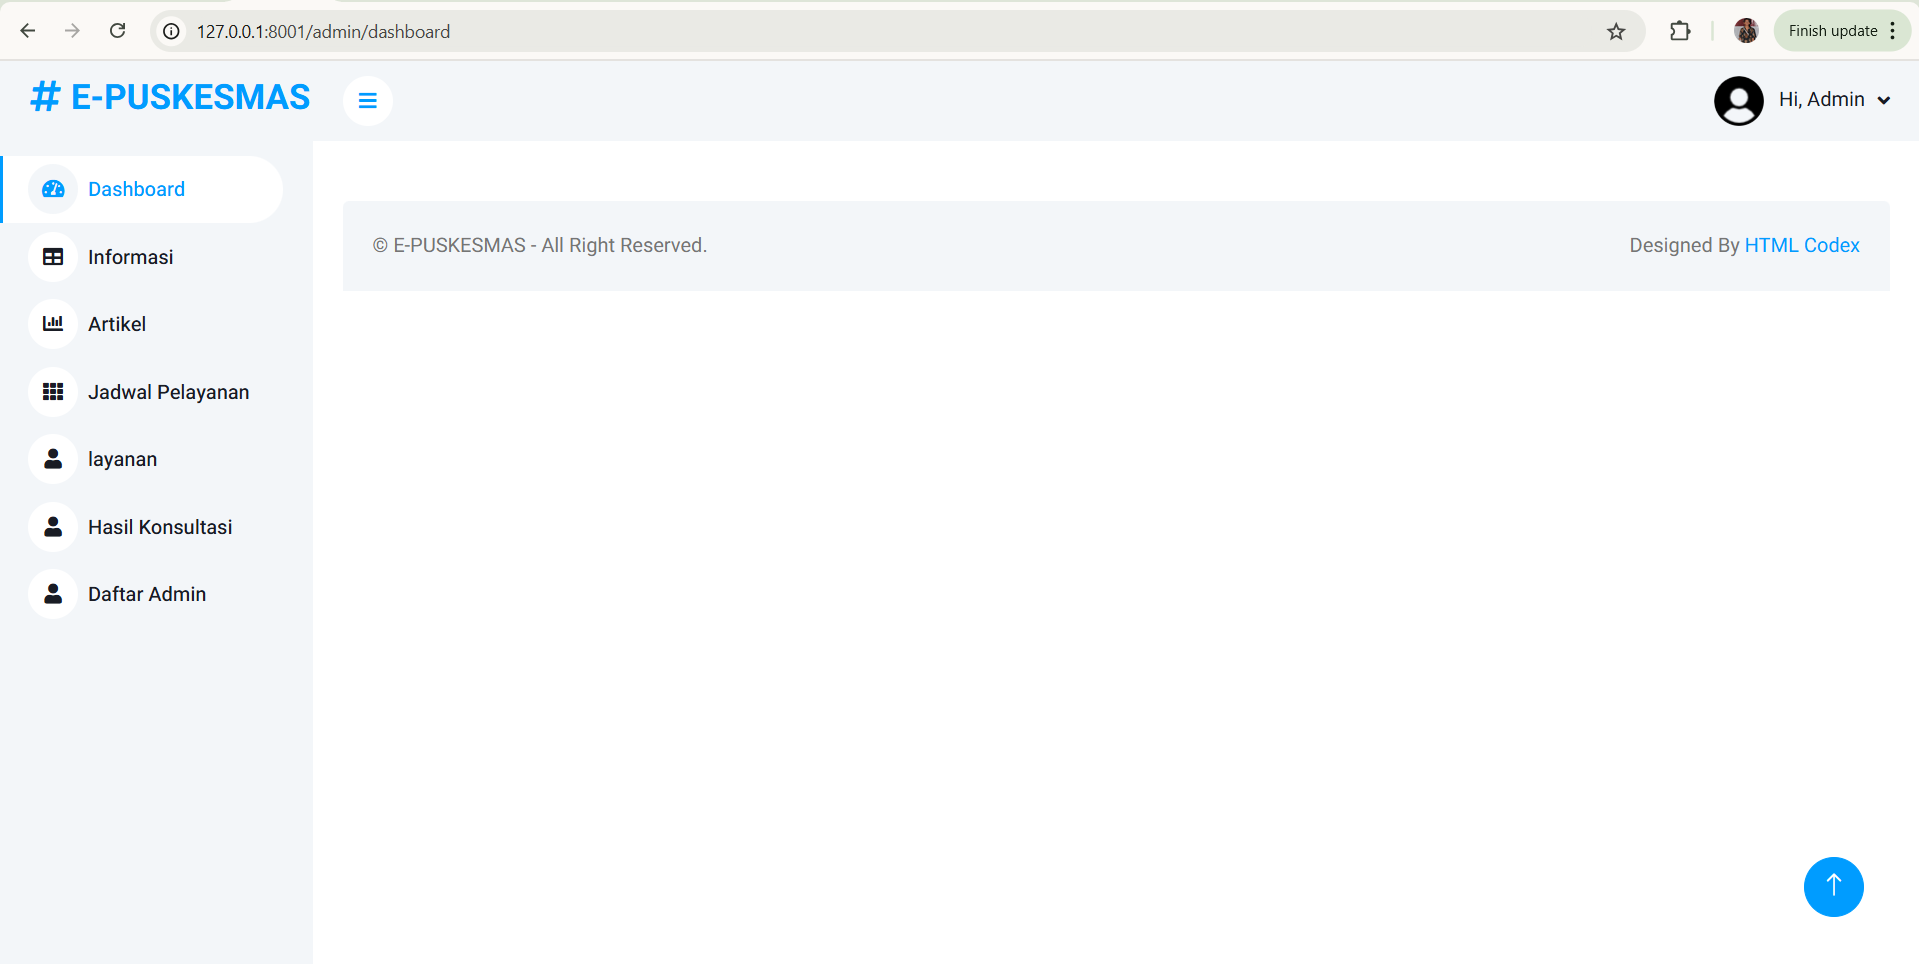 127.0.0.1:8001/admin/dashboard
Finish update
# E-PUSKESMAS
Hi, Admin
Dashboard
Informasi
Artikel
Jadwal Pelayanan
layanan
Hasil Konsultasi
Daftar Admin
© E-PUSKESMAS - All Right Reserved.
Designed By HTML Codex